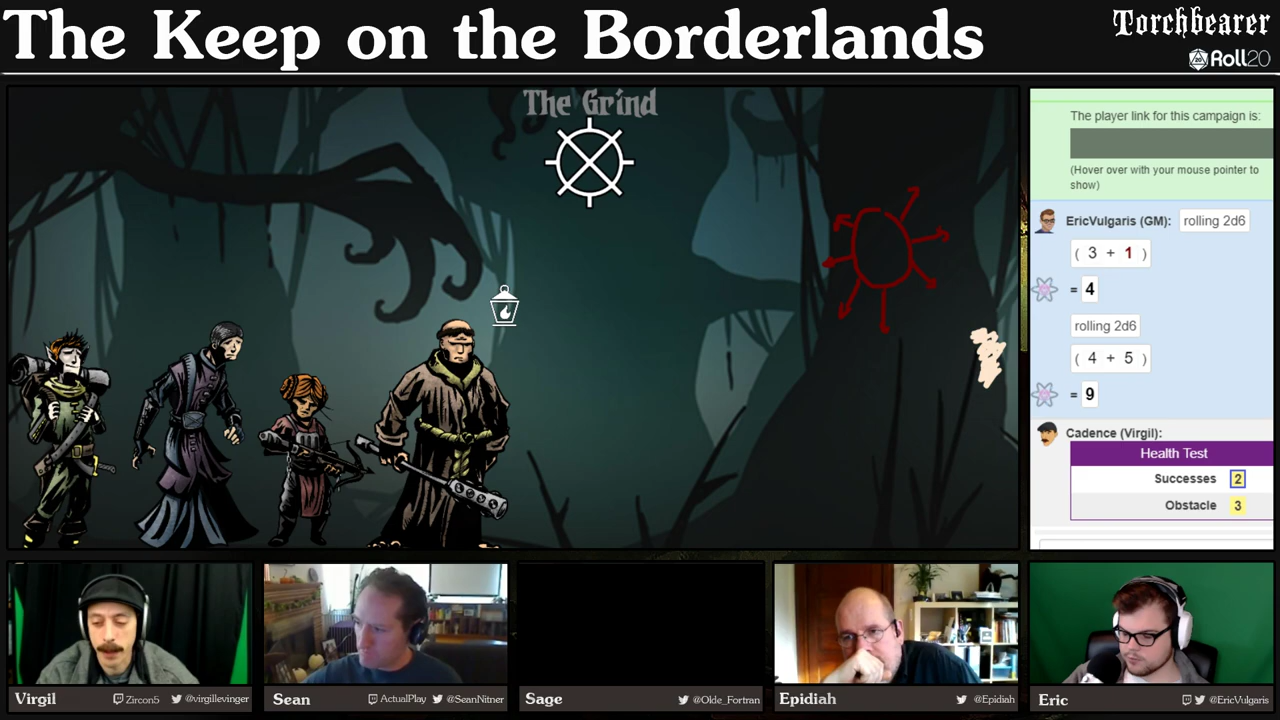 The Keep on the Borderlands
Torchbearer
Roll20
The Grind
The player link for this campaign is:
(Hover over with your mouse pointer to
show)
EricVulgaris (GM): rolling 2d6
( 3 + 1 )
= 4
rolling 2d6
( 4 + 5 )
= 9
Cadence (Virgil):
Health Test
Successes 2
Obstacle 3
Virgil Zircon5 @virgillevinger
Sean ActualPlay @SeanNitner
Sage @Olde_Fortran
Epidiah @Epidiah
Eric @EricVulgaris